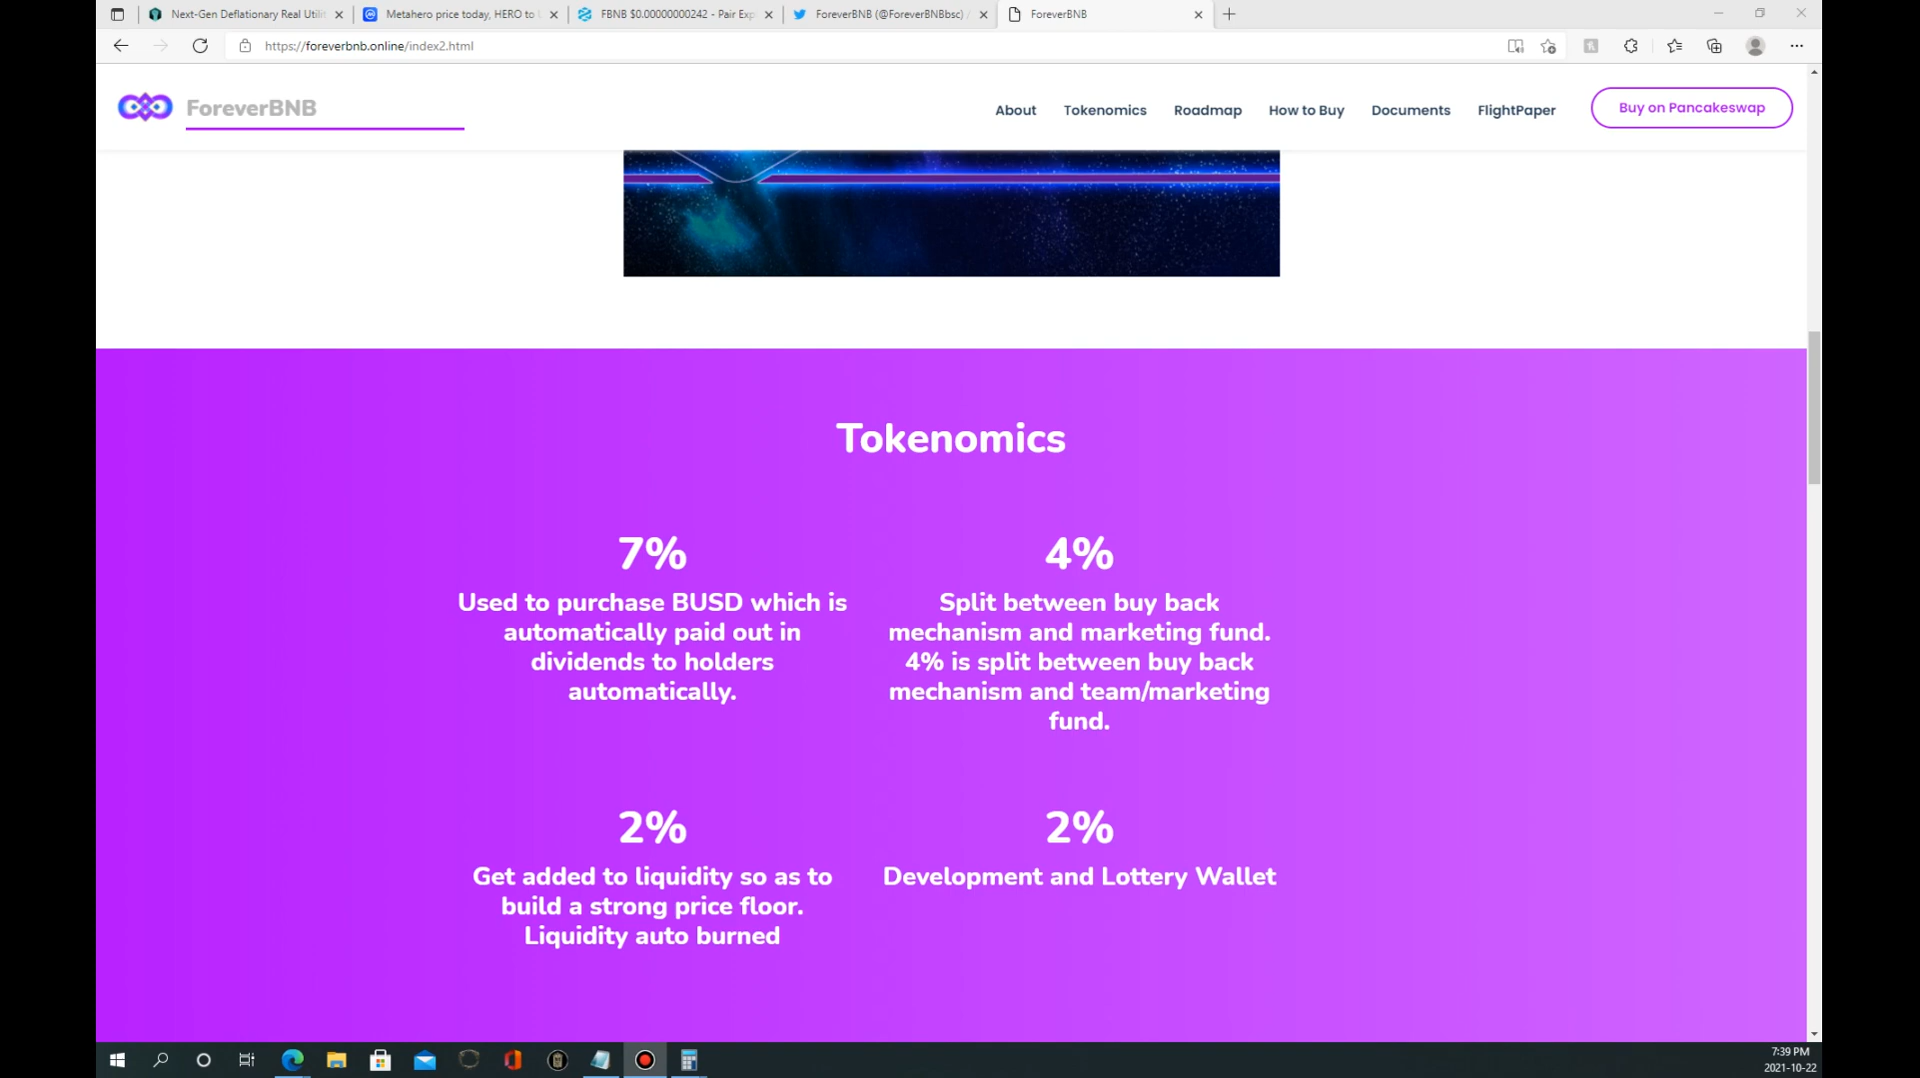 Next-Gen Deflationary Real Utili
Metahero price today, HERO to
FBNB $0.00000000242 - Pair Exp
ForeverBNB (@ForeverBNBbsc) /
ForeverBNB
https://foreverbnb.online/index2.html
ForeverBNB
About
Tokenomics
Roadmap
How to Buy
Documents
FlightPaper
Buy on Pancakeswap
Tokenomics
7%
Used to purchase BUSD which is
automatically paid out in
dividends to holders
automatically.
4%
Split between buy back
mechanism and marketing fund.
4% is split between buy back
mechanism and team/marketing
fund.
2%
Get added to liquidity so as to
build a strong price floor.
Liquidity auto burned
2%
Development and Lottery Wallet
7:39 PM
2021-10-22